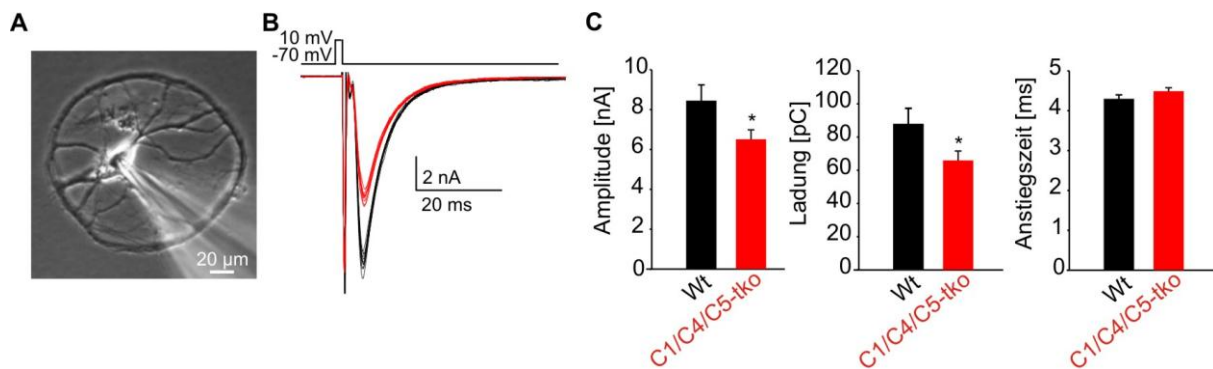 A
20 µm
B
10 mV
-70 mV
2 nA
20 ms
C
Amplitude [nA]
10
8
6
4
2
0
*
Wt
C1/C4/C5-tko
Ladung [pC]
120
100
80
60
40
20
0
*
Wt
C1/C4/C5-tko
Anstiegszeit [ms]
5
4
3
2
1
0
Wt
C1/C4/C5-tko